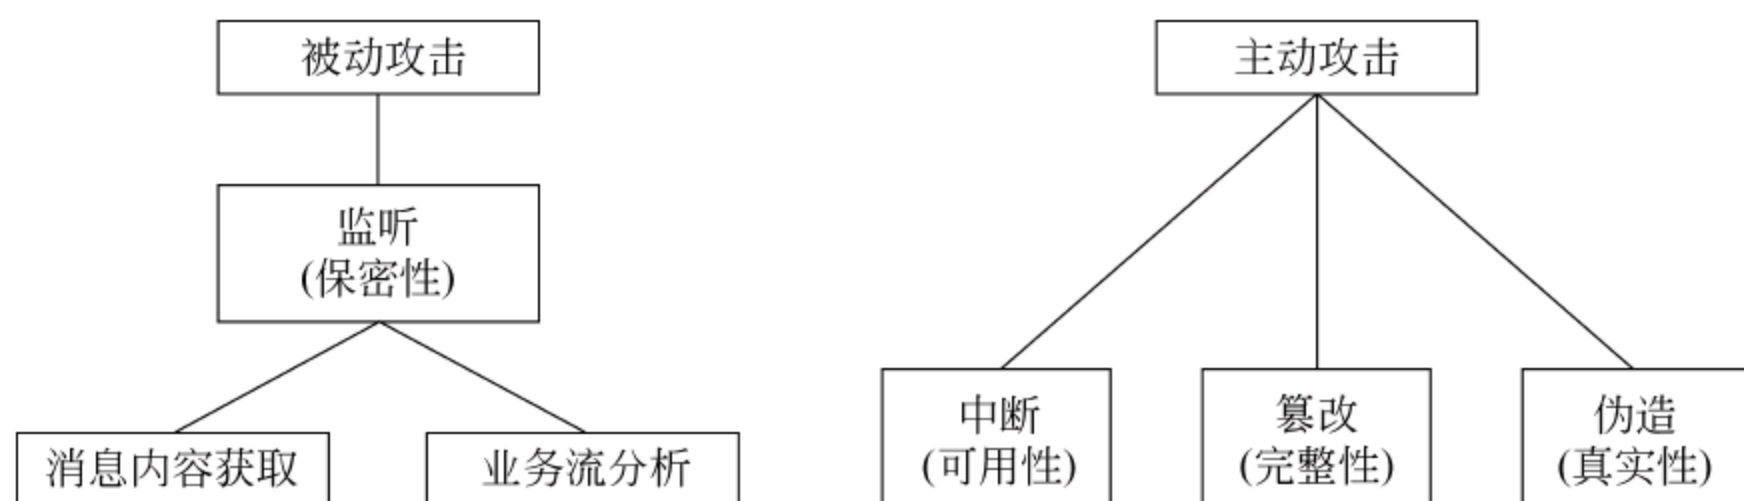 被动攻击
监听
(保密性)
消息内容获取
业务流分析
主动攻击
中断
(可用性)
篡改
(完整性)
伪造
(真实性)